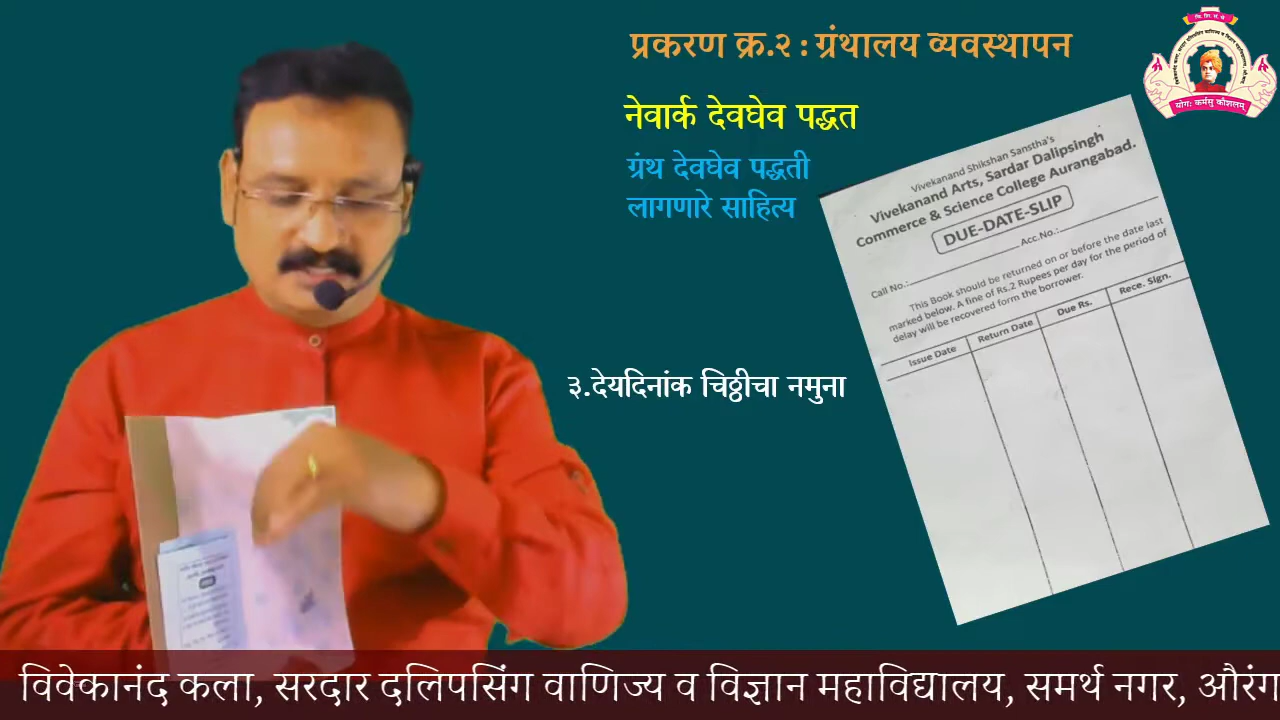 प्रकरण क्र.२ : ग्रंथालय व्यवस्थापन
नेवार्क देवघेव पद्धत
ग्रंथ देवघेव पद्धती
लागणारे साहित्य
३.देयदिनांक चिठ्ठीचा नमुना
Vivekanand Shikshan Sanstha's
Vivekanand Arts, Sardar Dalipsingh
Commerce & Science College Aurangabad.
DUE-DATE-SLIP
Call No.: Acc.No.:
This Book should be returned on or before the date last
marked below. A fine of Rs.2 Rupees per day for the period of
delay will be recovered form the borrower.
Issue Date Return Date Due Rs. Rece. Sign.
योगः कर्मसु कौशलम्
विवेकानंद कला, सरदार दलिपसिंग वाणिज्य व विज्ञान महाविद्यालय, समर्थ नगर, औरंग